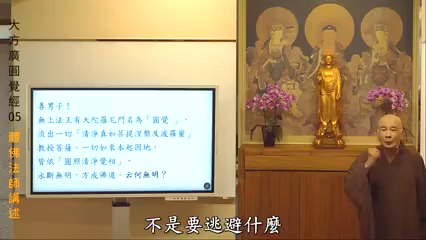 大方廣圓覺經05
體佛法師講述
善男子！
無上法王有大陀羅尼門名為「圓覺」，
流出一切「清淨真如菩提涅槃及波羅蜜」
教授菩薩。一切如來本起因地，
皆依「圓照清淨覺相」，
永斷無明，方成佛道。云何無明？
不是要逃避什麼